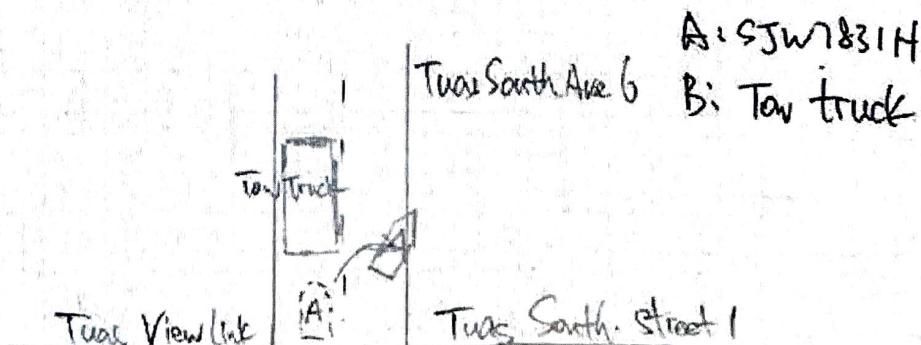 A: SJW7831H
Tuas South Ave 6
B: Tow truck
Tow Truck
A
A
Tuas View Link
Tuas South. Street 1